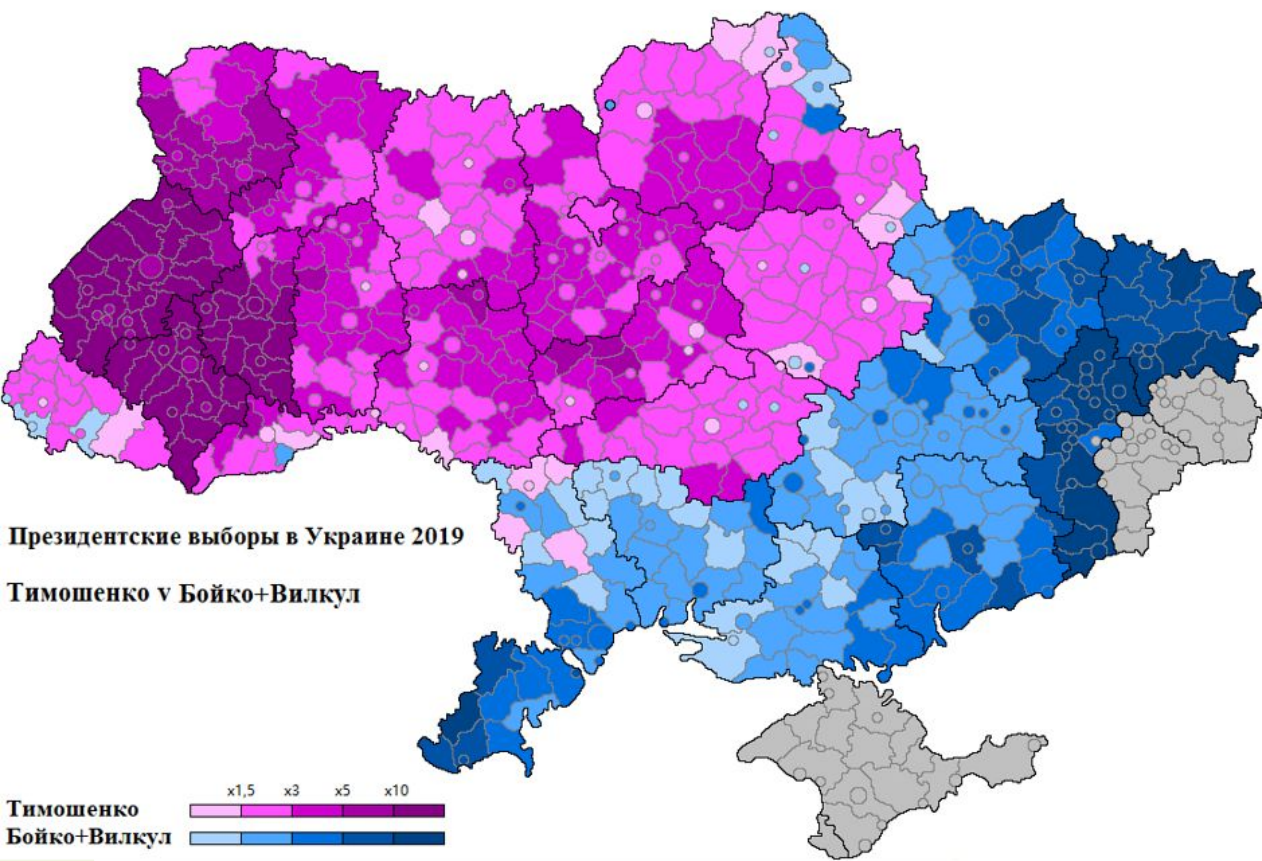 Президентские выборы в Украине 2019
Тимошенко v Бойко+Вилкул
x1,5 x3 x5 x10
Тимошенко
Бойко+Вилкул